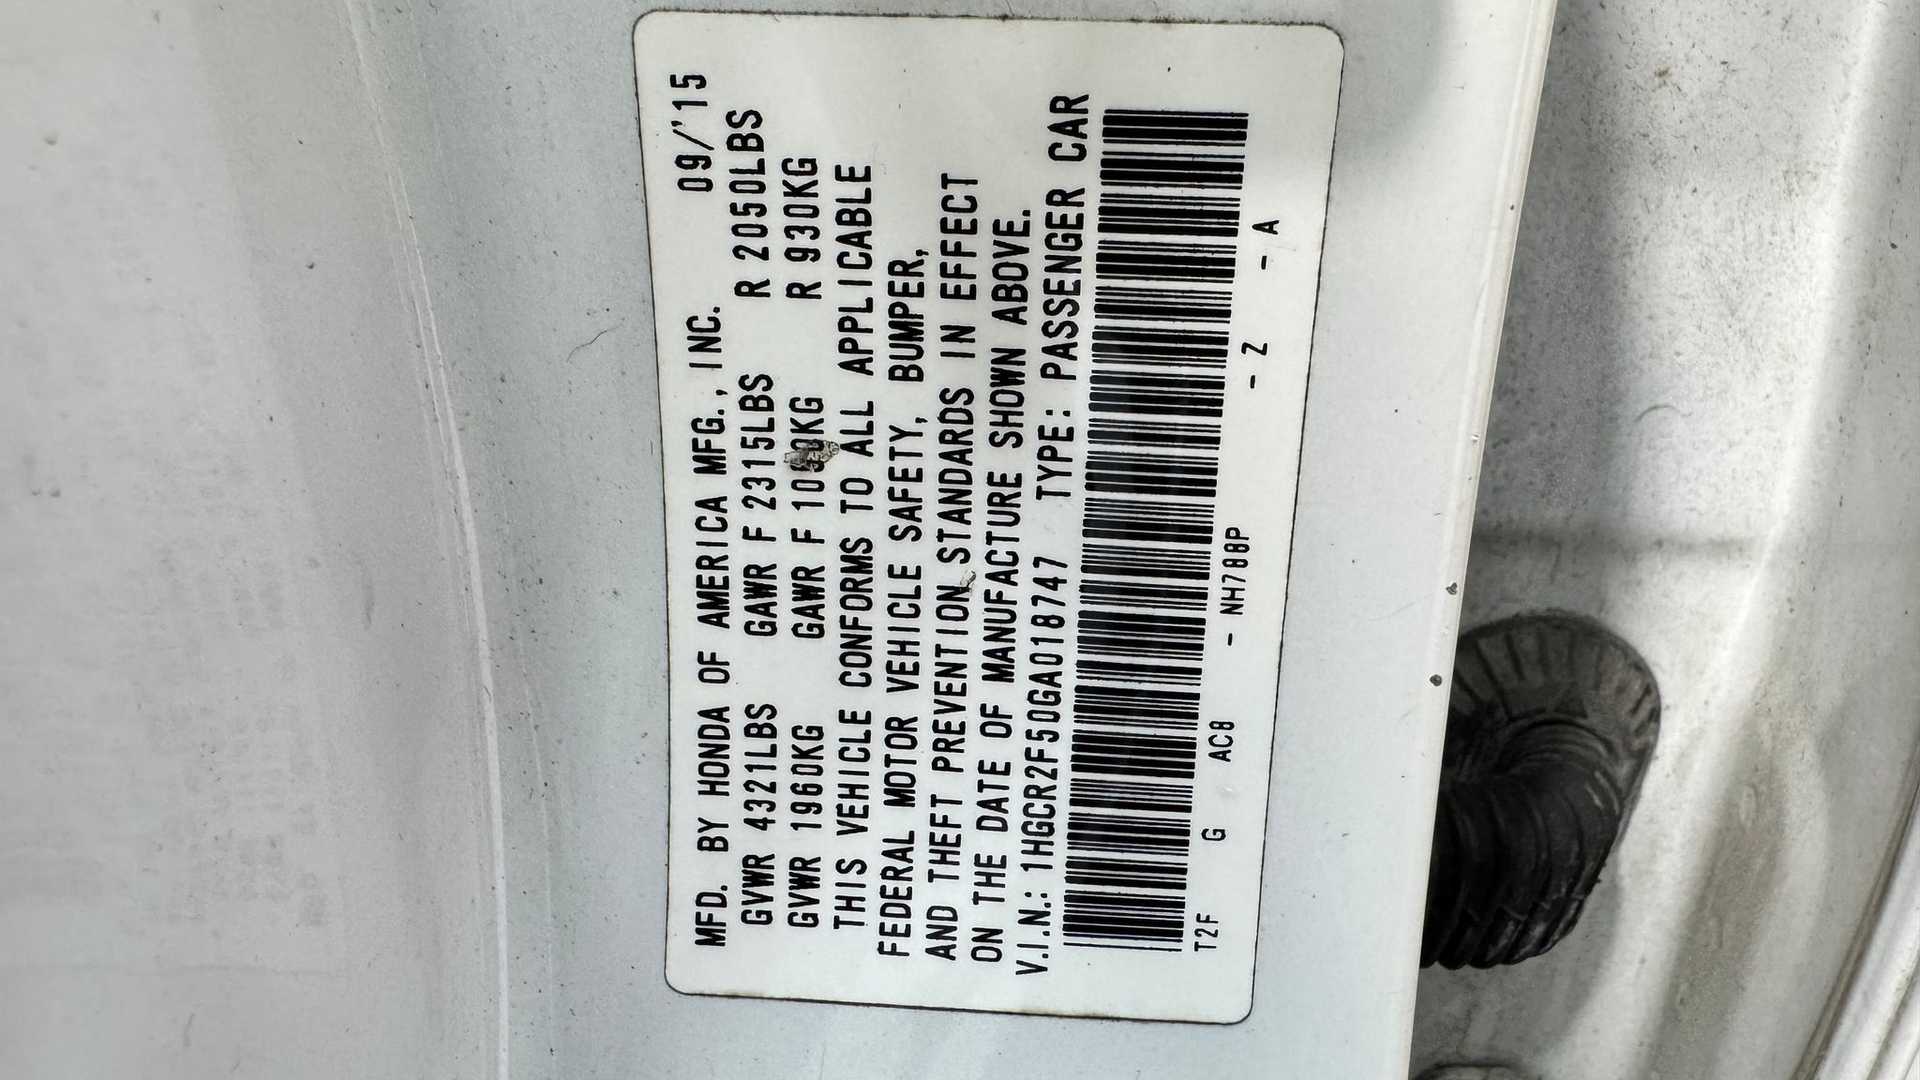 MFD. BY HONDA OF AMERICA MFG., INC. 09/'15
GVWR 4321LBS GAWR F 2315LBS R 2050LBS
GVWR 1960KG GAWR F R 930KG
THIS VEHICLE CONFORMS TO ALL APPLICABLE
FEDERAL MOTOR VEHICLE SAFETY, BUMPER,
AND THEFT PREVENTION STANDARDS IN EFFECT
ON THE DATE OF MANUFACTURE SHOWN ABOVE.
V.I.N.: 1HGCR2F50GA018747 TYPE: PASSENGER CAR
T2F G AC8 - NH788P - Z - A